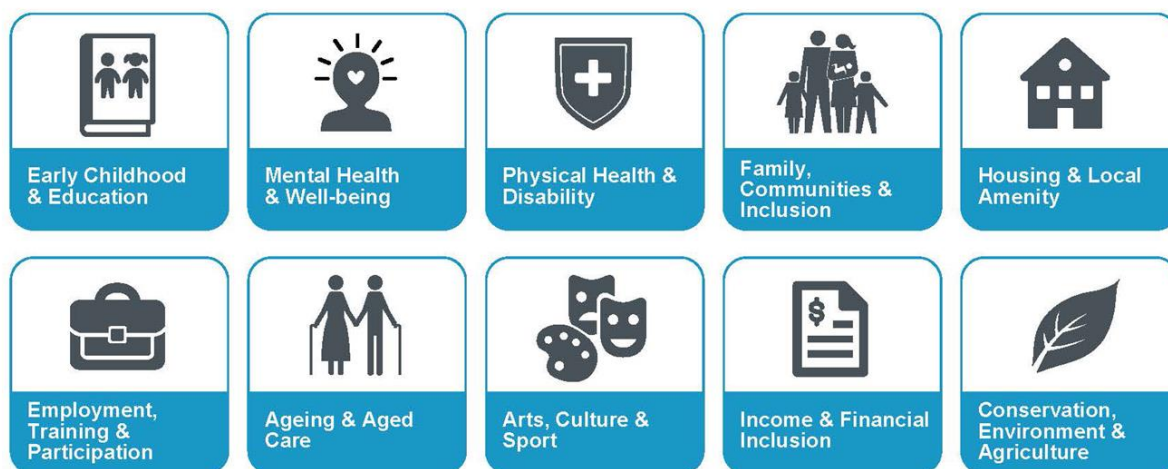 Early Childhood
& Education
Mental Health
& Well-being
Physical Health &
Disability
Family,
Communities &
Inclusion
Housing & Local
Amenity
Employment,
Training &
Participation
Ageing & Aged
Care
Arts, Culture &
Sport
$
Income & Financial
Inclusion
Conservation,
Environment &
Agriculture